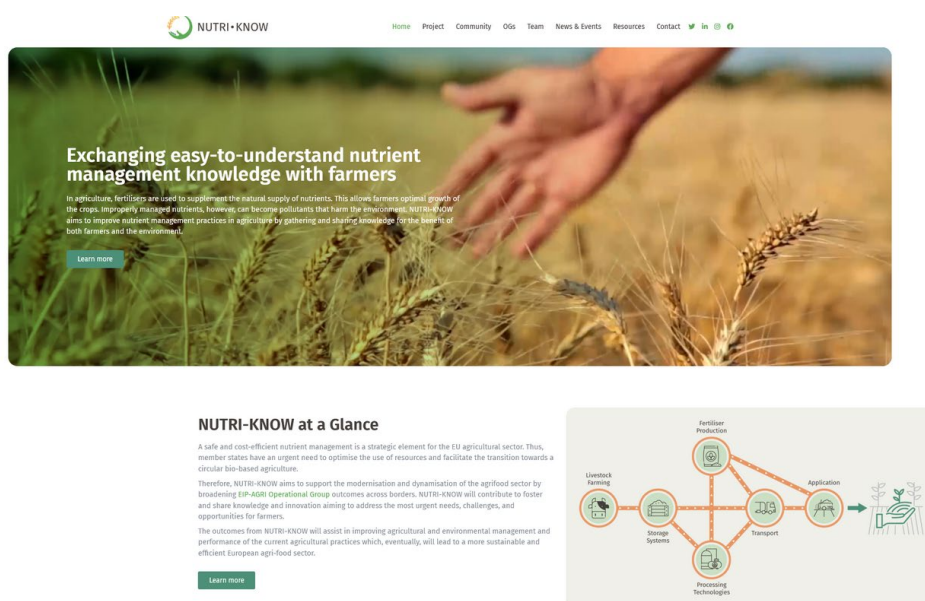 NUTRI•KNOW
Home Project Community OGs Team News & Events Resources Contact
Exchanging easy-to-understand nutrient
management knowledge with farmers
In agriculture, fertilisers are used to supplement the natural supply of nutrients. This allows farmers optimal growth of
the crops. Improperly managed nutrients, however, can become pollutants that harm the environment. NUTRI-KNOW
aims to improve nutrient management practices in agriculture by gathering and sharing knowledge for the benefit of
both farmers and the environment.
Learn more
NUTRI-KNOW at a Glance
A safe and cost-efficient nutrient management is a strategic element for the EU agricultural sector. Thus,
member states have an urgent need to optimise the use of resources and facilitate the transition towards a
circular bio-based agriculture.
Therefore, NUTRI-KNOW aims to support the modernisation and dynamisation of the agrifood sector by
broadening EIP-AGRI Operational Group outcomes across borders. NUTRI-KNOW will contribute to foster
and share knowledge and innovation aiming to address the most urgent needs, challenges, and
opportunities for farmers.
The outcomes from NUTRI-KNOW will assist in improving agricultural and environmental management and
performance of the current agricultural practices which, eventually, will lead to a more sustainable and
efficient European agri-food sector.
Learn more
Fertiliser
Production
Livestock
Farming
Application
Storage
Systems
Transport
Processing
Technologies